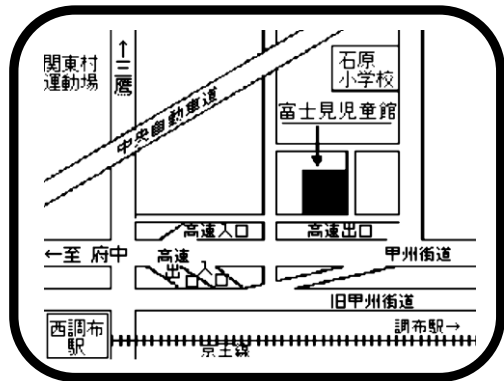 関東村
運動場
↑三鷹
中央自動車道
石原
小学校
富士見児童館
高速入口
高速出口
←至 府中
高速
出入口
甲州街道
旧甲州街道
西調布
駅
調布駅→
京王線